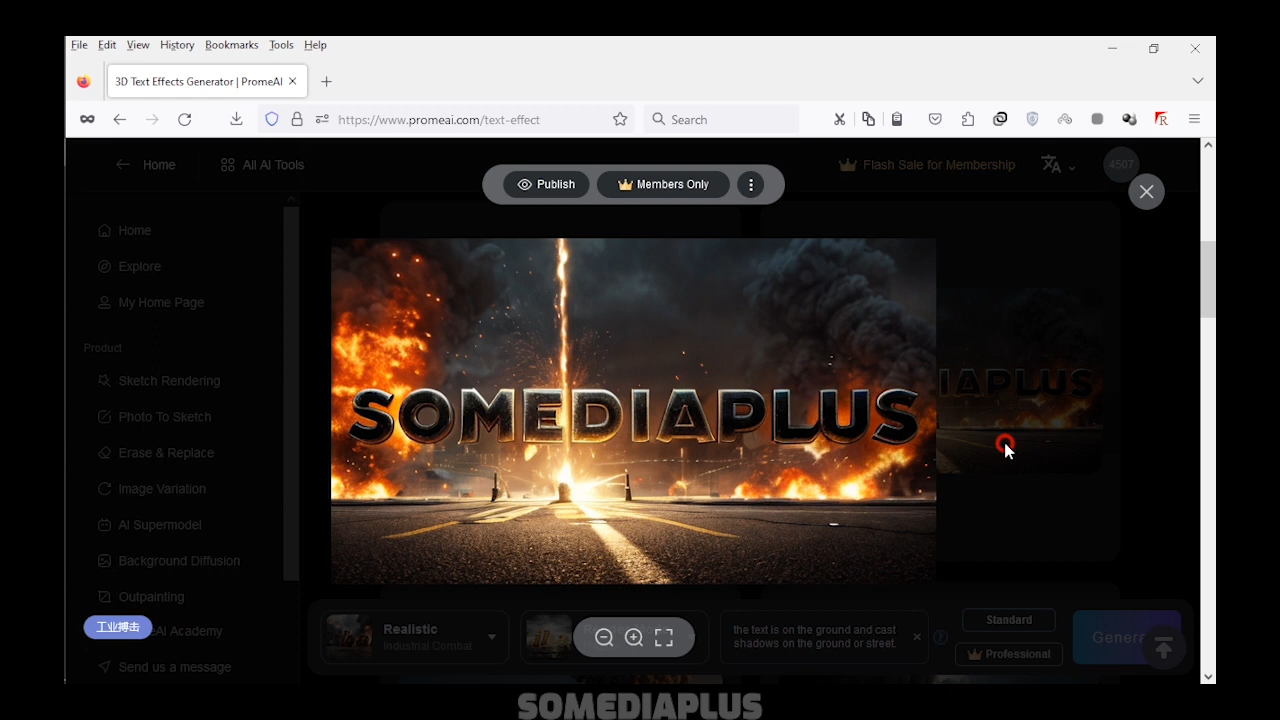 File Edit View History Bookmarks Tools Help
3D Text Effects Generator | PromeAI
https://www.promeai.com/text-effect
Search
Home
All AI Tools
Flash Sale for Membership
4507
Publish
Members Only
Home
Explore
My Home Page
Product
Sketch Rendering
Photo To Sketch
Erase & Replace
Image Variation
AI Supermodel
Background Diffusion
Outpainting
AI Academy
Send us a message
工业搏击
SOMEDIAPLUS
IAPLUS
Realistic
Industrial Combat
the text is on the ground and cast
shadows on the ground or street.
Standard
Professional
Genera
SOMEDIAPLUS